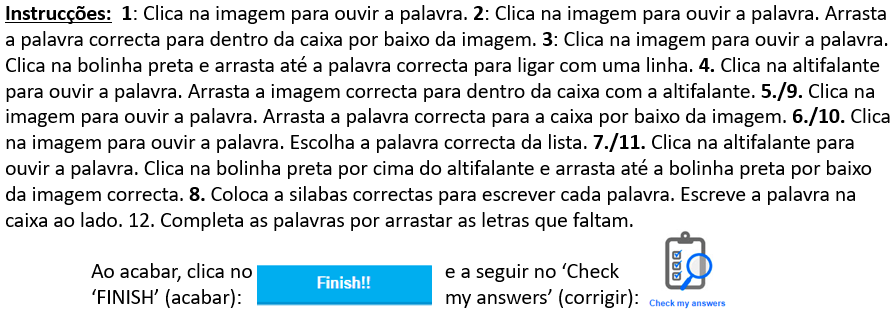 Instrucções: 1: Clica na imagem para ouvir a palavra. 2: Clica na imagem para ouvir a palavra. Arrasta
a palavra correcta para dentro da caixa por baixo da imagem. 3: Clica na imagem para ouvir a palavra.
Clica na bolinha preta e arrasta até a palavra correcta para ligar com uma linha. 4. Clica na altifalante
para ouvir a palavra. Arrasta a imagem correcta para dentro da caixa com a altifalante. 5./9. Clica na
imagem para ouvir a palavra. Arrasta a palavra correcta para a caixa por baixo da imagem. 6./10. Clica
na imagem para ouvir a palavra. Escolha a palavra correcta da lista. 7./11. Clica na altifalante para
ouvir a palavra. Clica na bolinha preta por cima do altifalante e arrasta até a bolinha preta por baixo
da imagem correcta. 8. Coloca a silabas correctas para escrever cada palavra. Escreve a palavra na
caixa ao lado. 12. Completa as palavras por arrastar as letras que faltam.
Ao acabar, clica no
‘FINISH’ (acabar):
Finish!!
e a seguir no ‘Check
my answers’ (corrigir):
Check my answers